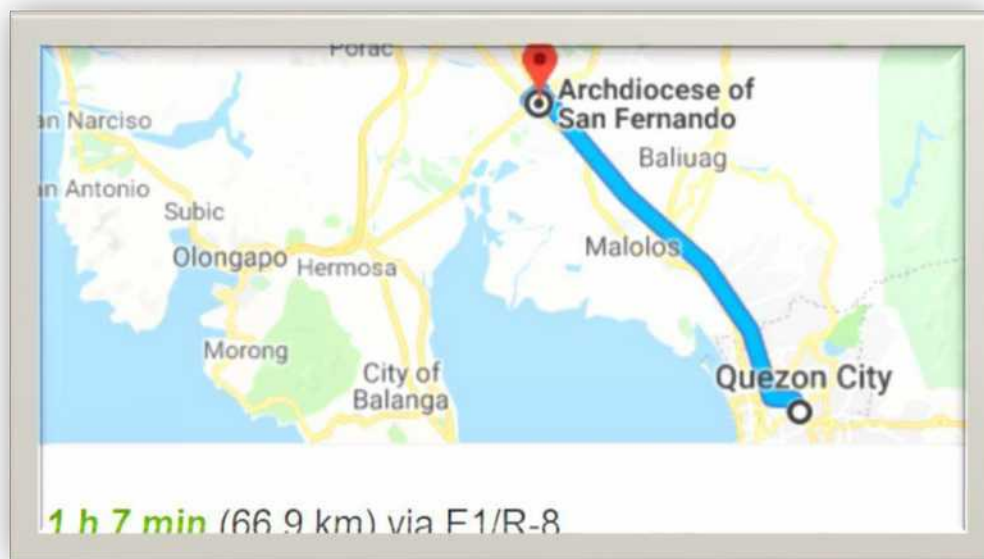 Porac
Archdiocese of
San Fernando
an Narciso
Baliuag
an Antonio
Subic
Malolos
Olongapo
Hermosa
Morong
City of
Balanga
Quezon City
1 h 7 min (66.9 km) via E1/R-8